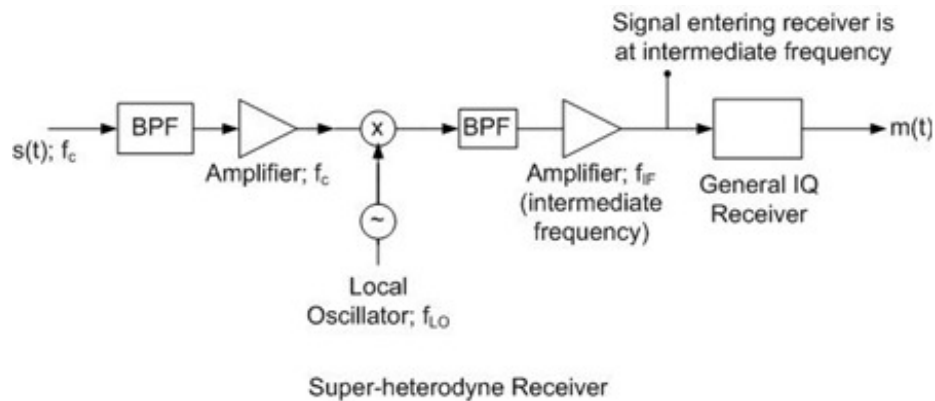 Signal entering receiver is
at intermediate frequency
BPF
x
BPF
m(t)
s(t); fc
Amplifier; fc
Amplifier; fIF
(intermediate
frequency)
General IQ
Receiver
~
Local
Oscillator; fLO
Super-heterodyne Receiver